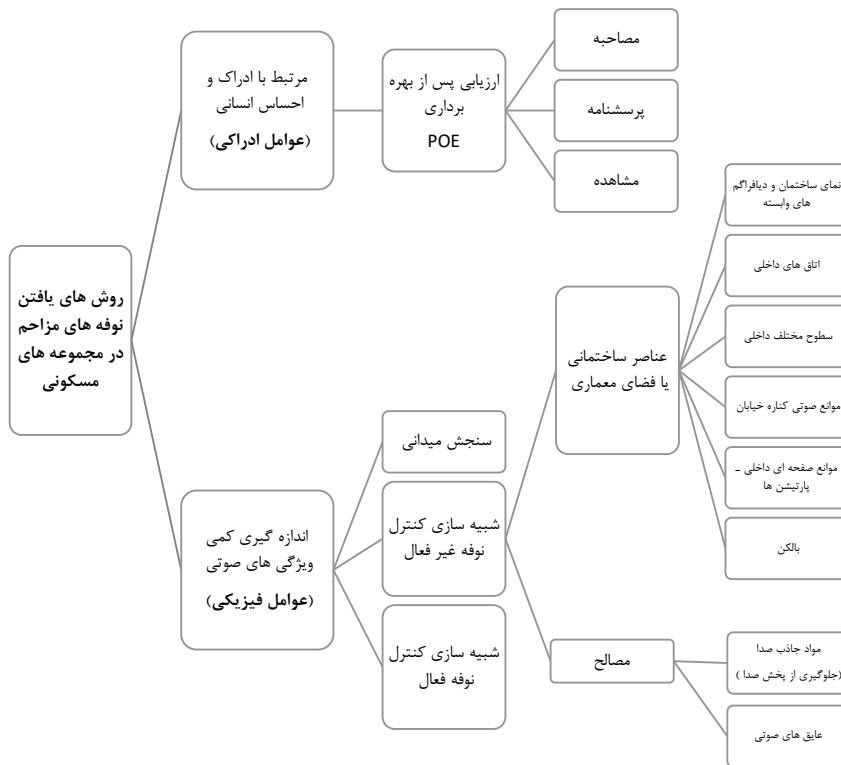 روش های یافتن
نوفه های مزاحم
در مجموعه های
مسکونی
مرتبط با ادراک و
احساس انسانی
(عوامل ادراکی)
ارزیابی پس از بهره
برداری
POE
مصاحبه
پرسشنامه
مشاهده
اندازه گیری کمی
ویژگی های صوتی
(عوامل فیزیکی)
سنجش میدانی
شبیه سازی کنترل
نوفه غیر فعال
شبیه سازی کنترل
نوفه فعال
عناصر ساختمانی
یا فضای معماری
نمای ساختمان و دیافراگم
های وابسته
اتاق های داخلی
سطوح مختلف داخلی
موانع صوتی کناره خیابان
موانع صفحه ای داخلی -
پارتیشن ها
بالکن
مصالح
مواد جاذب صدا
(جلوگیری از پخش صدا )
عایق های صوتی